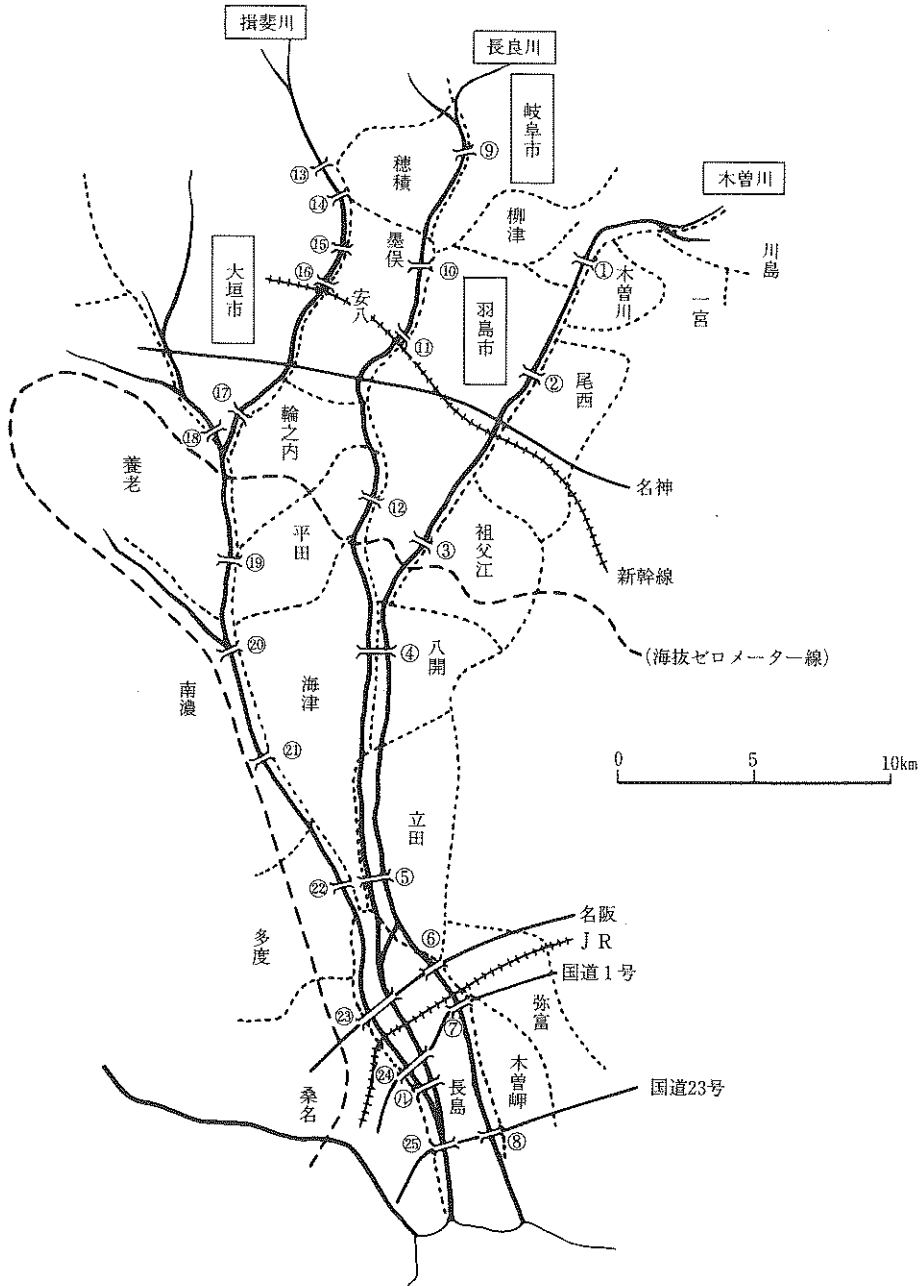 揖斐川
長良川
岐阜市
木曽川
⑨
穂積
⑬
⑭
柳津
川島
墨俣
⑮
⑩
①
木曽川
一宮
大垣市
⑯
安八
羽島市
⑪
②
尾西
⑰
⑱
輪之内
養老
名神
⑫
平田
③
祖父江
新幹線
⑲
⑳
④
八開
(海抜ゼロメーター線)
南濃
海津
㉑
0 5 10km
立田
⑤
㉒
名阪
多度
⑥
JR
国道1号
㉓
⑦
弥富
㉔
長島
木曽岬
桑名
国道23号
㉕
⑧